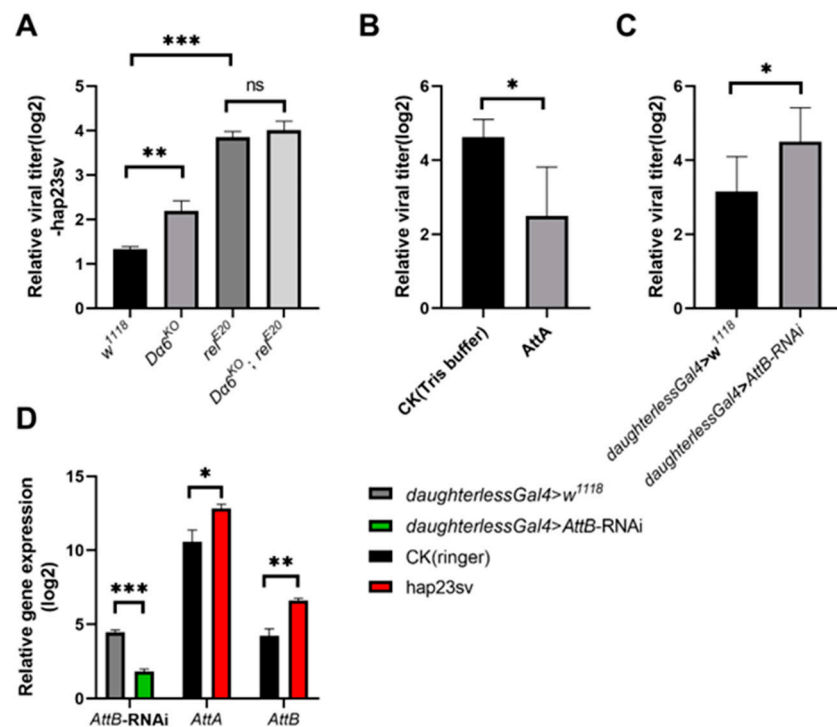 A
***
ns
**
Relative viral titer(log2)
-hap23sv
5
4
3
2
1
0
w1118
Dα6KO
relE20
Dα6KO; relE20
B
*
Relative viral titer(log2)
6
4
2
0
CK(Tris buffer)
AttA
C
*
Relative viral titer(log2)
6
4
2
0
daughterlessGal4>w1118
daughterlessGal4>AttB-RNAi
D
Relative gene expression
(log2)
15
10
5
0
***
*
**
AttB-RNAi
AttA
AttB
daughterlessGal4>w1118
daughterlessGal4>AttB-RNAi
CK(ringer)
hap23sv